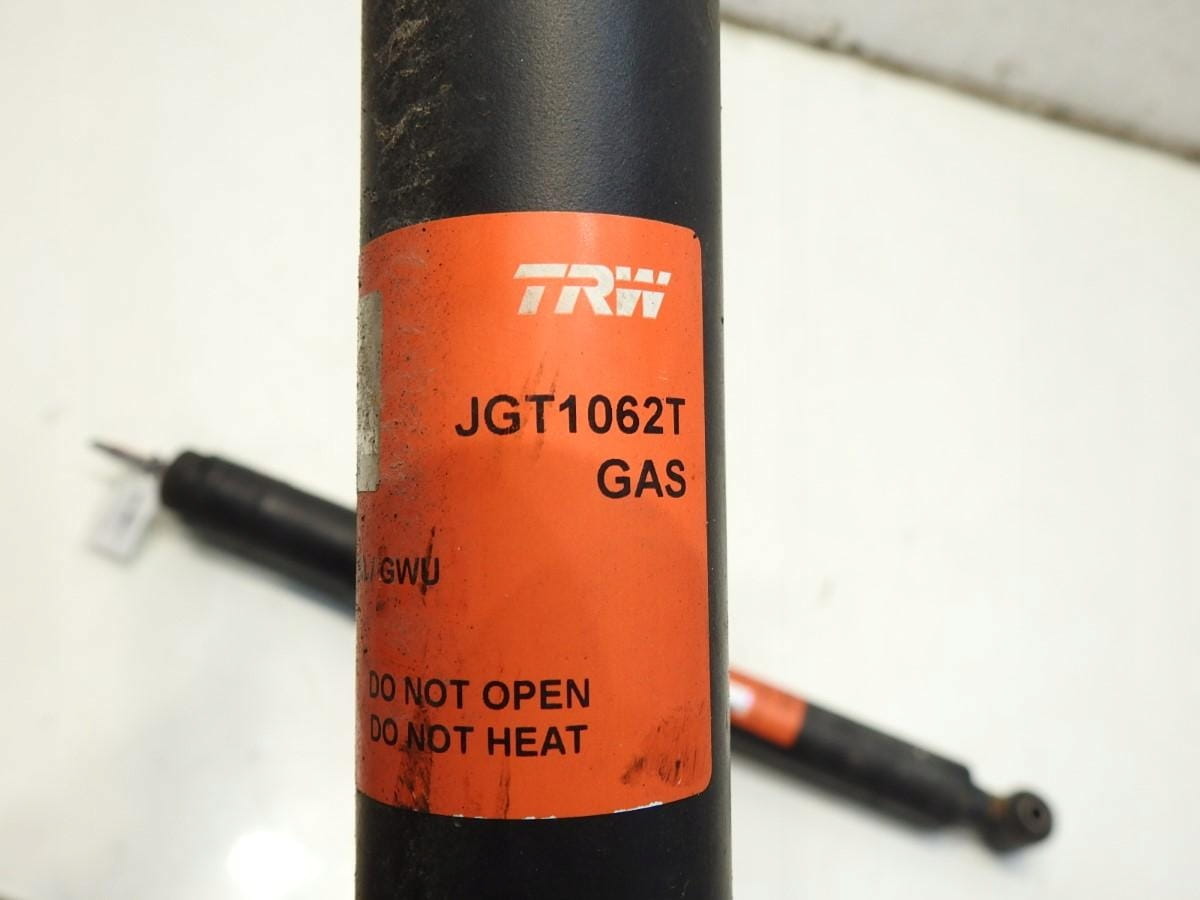 TRW
JGT1062T
GAS
/ GWU
DO NOT OPEN
DO NOT HEAT